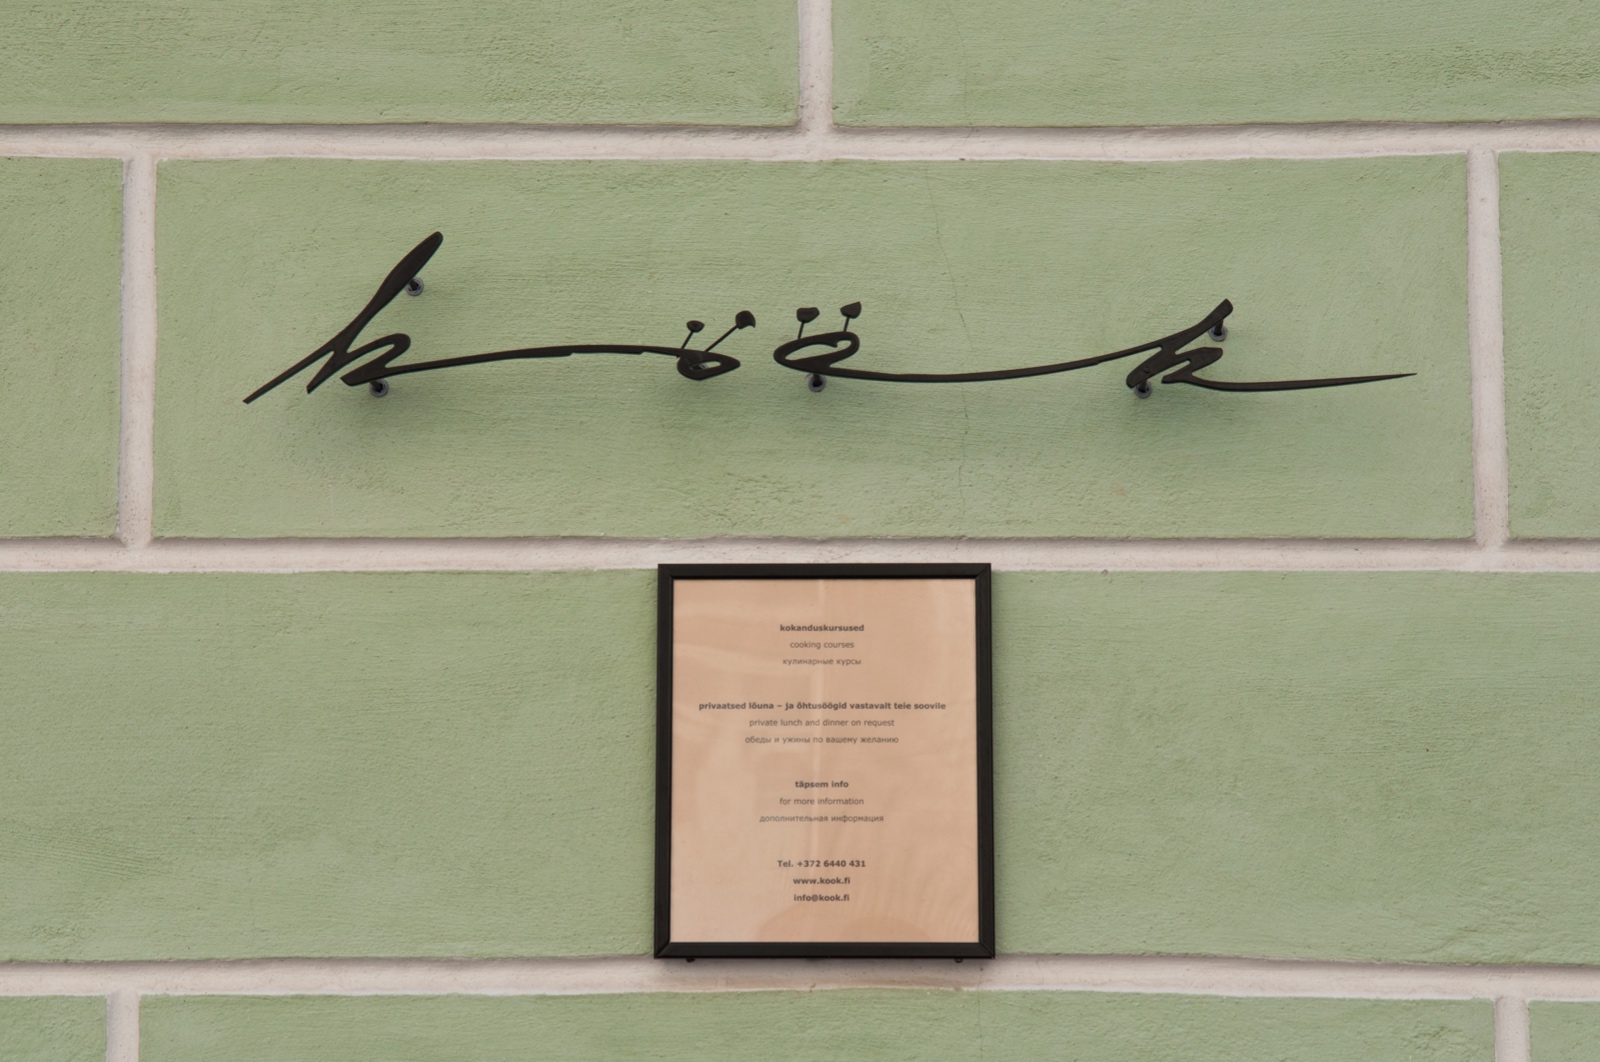 köök
kokanduskursused
cooking courses
кулинарные курсы
privaatsed lõuna – ja õhtusöögid vastavalt teie soovile
private lunch and dinner on request
обеды и ужины по вашему желанию
täpsem info
for more information
дополнительная информация
Tel. +372 6440 431
www.kook.fi
info@kook.fi